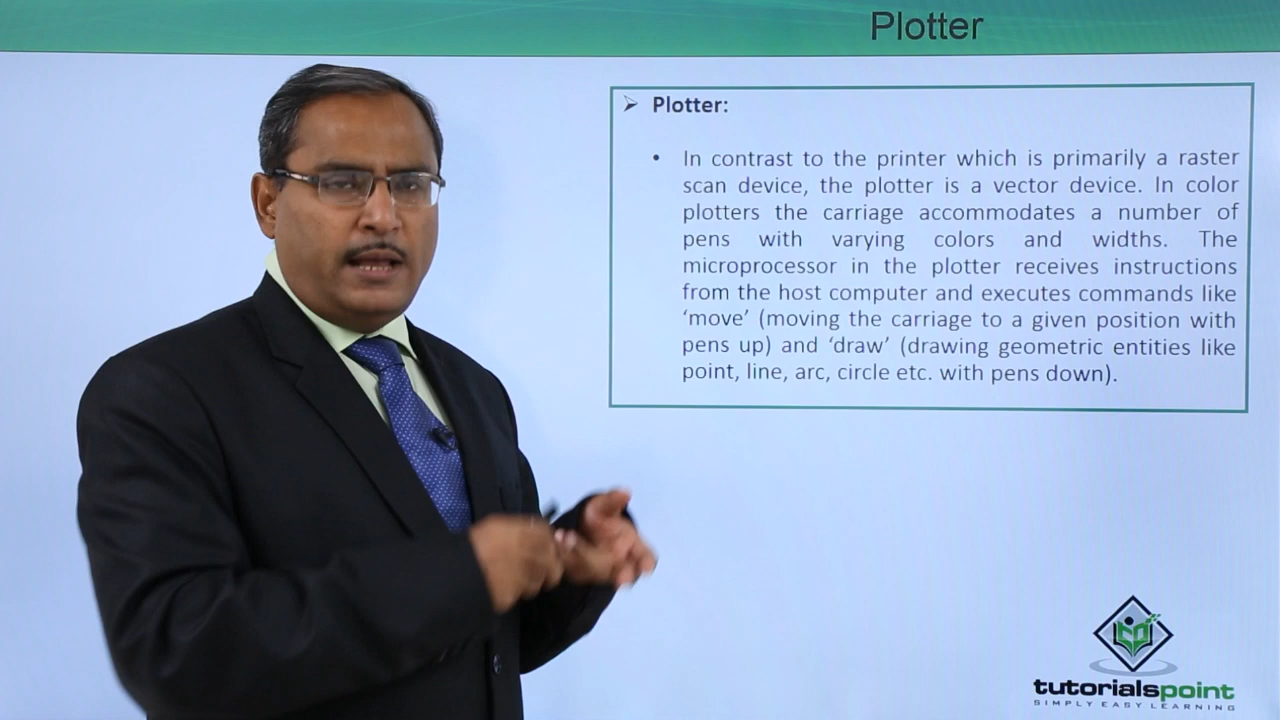 Plotter
➢ Plotter:
• In contrast to the printer which is primarily a raster
scan device, the plotter is a vector device. In color
plotters the carriage accommodates a number of
pens with varying colors and widths. The
microprocessor in the plotter receives instructions
from the host computer and executes commands like
‘move’ (moving the carriage to a given position with
pens up) and ‘draw’ (drawing geometric entities like
point, line, arc, circle etc. with pens down).
tutorialspoint
SIMPLY EASY LEARNING